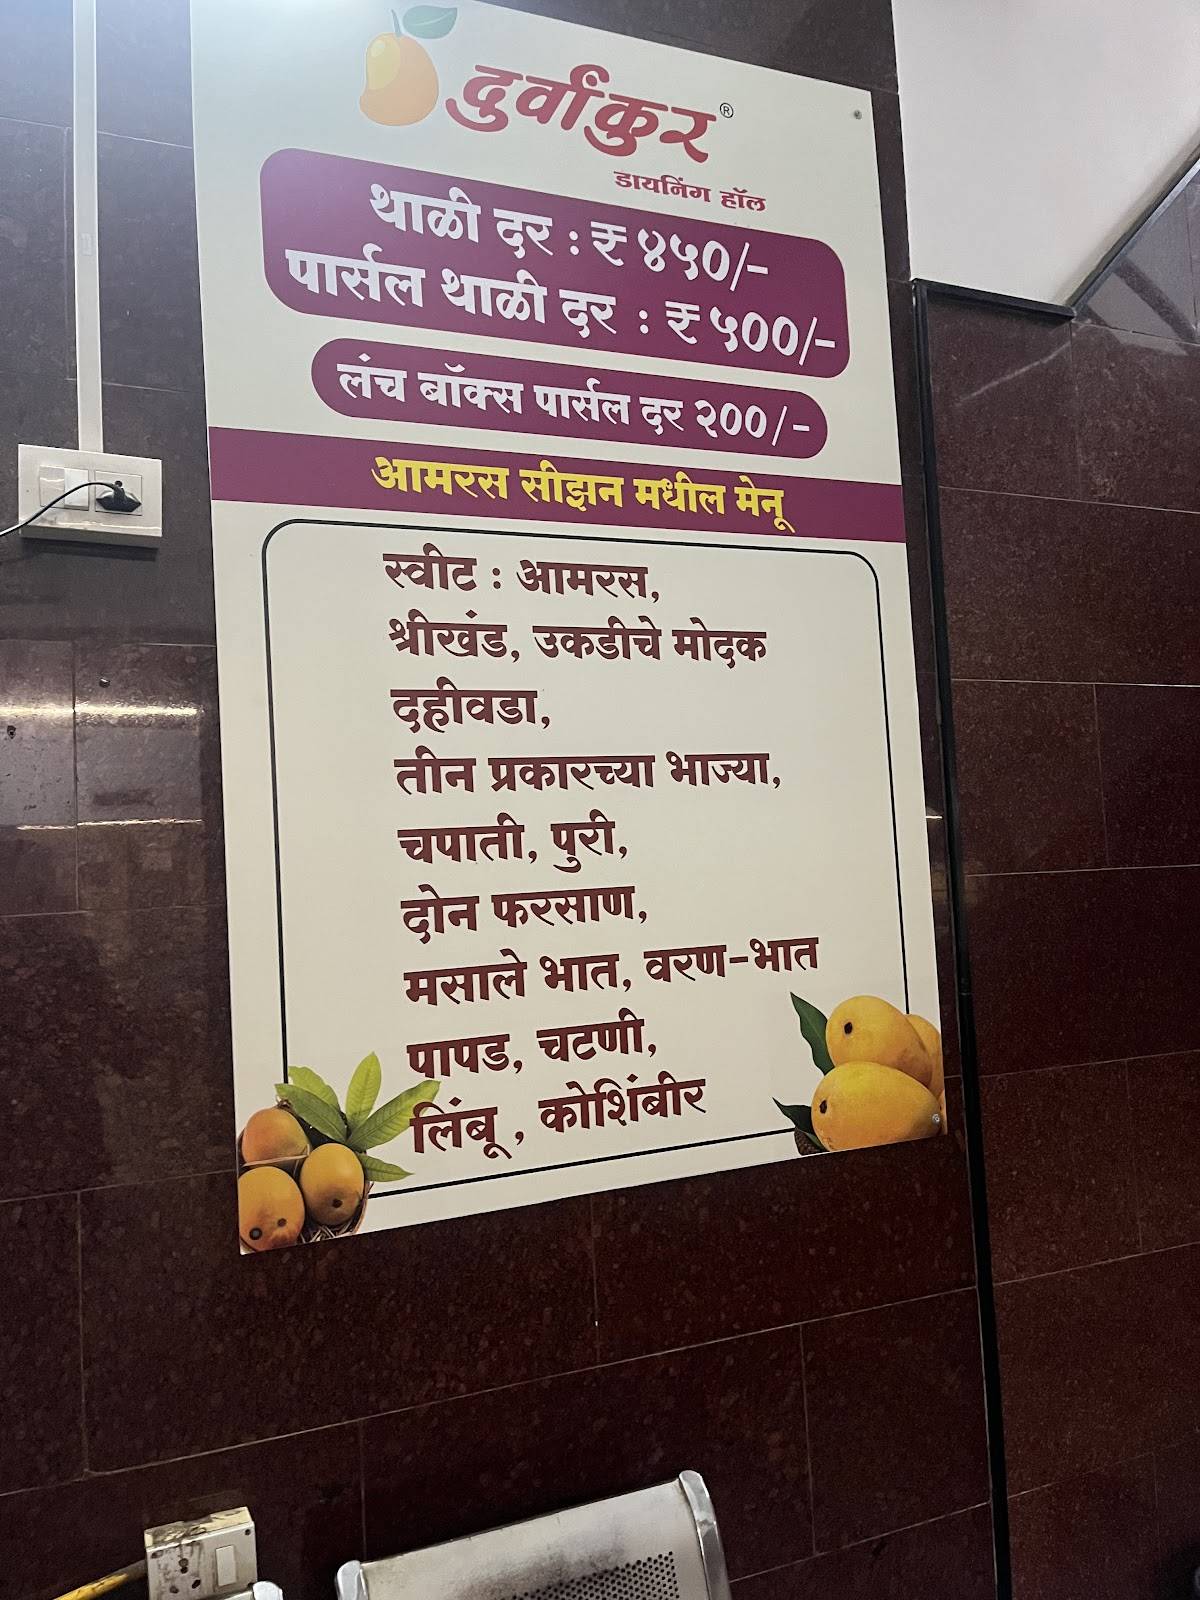 दुर्वांकुर®
डायनिंग हॉल
थाळी दर : ₹ ४५०/-
पार्सल थाळी दर : ₹ ५००/-
लंच बॉक्स पार्सल दर २००/-
आमरस सीझन मधील मेनू
स्वीट : आमरस,
श्रीखंड, उकडीचे मोदक
दहीवडा,
तीन प्रकारच्या भाज्या,
चपाती, पुरी,
दोन फरसाण,
मसाले भात, वरण-भात
पापड, चटणी,
लिंबू , कोशिंबीर